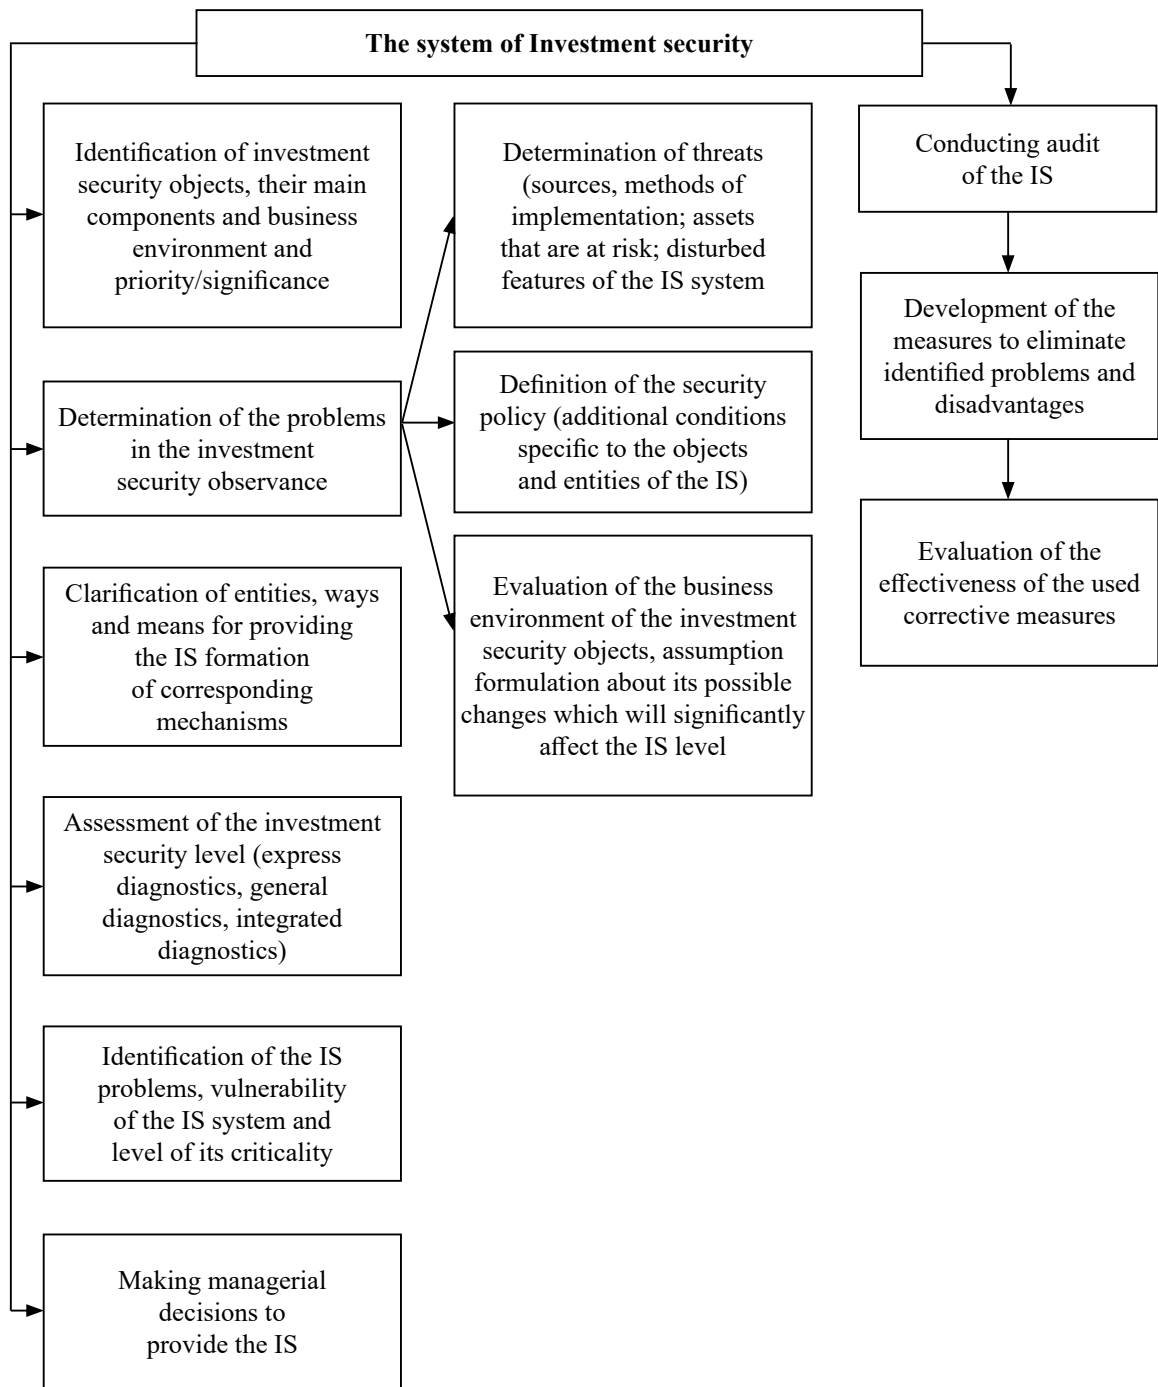 The system of Investment security
Identification of investment
security objects, their main
components and business
environment and
priority/significance
Determination of the problems
in the investment
security observance
Clarification of entities, ways
and means for providing
the IS formation
of corresponding
mechanisms
Assessment of the investment
security level (express
diagnostics, general
diagnostics, integrated
diagnostics)
Identification of the IS
problems, vulnerability
of the IS system and
level of its criticality
Making managerial
decisions to
provide the IS
Determination of threats
(sources, methods of
implementation; assets
that are at risk; disturbed
features of the IS system
Definition of the security
policy (additional conditions
specific to the objects
and entities of the IS)
Evaluation of the business
environment of the investment
security objects, assumption
formulation about its possible
changes which will significantly
affect the IS level
Conducting audit
of the IS
Development of the
measures to eliminate
identified problems and
disadvantages
Evaluation of the
effectiveness of the used
corrective measures